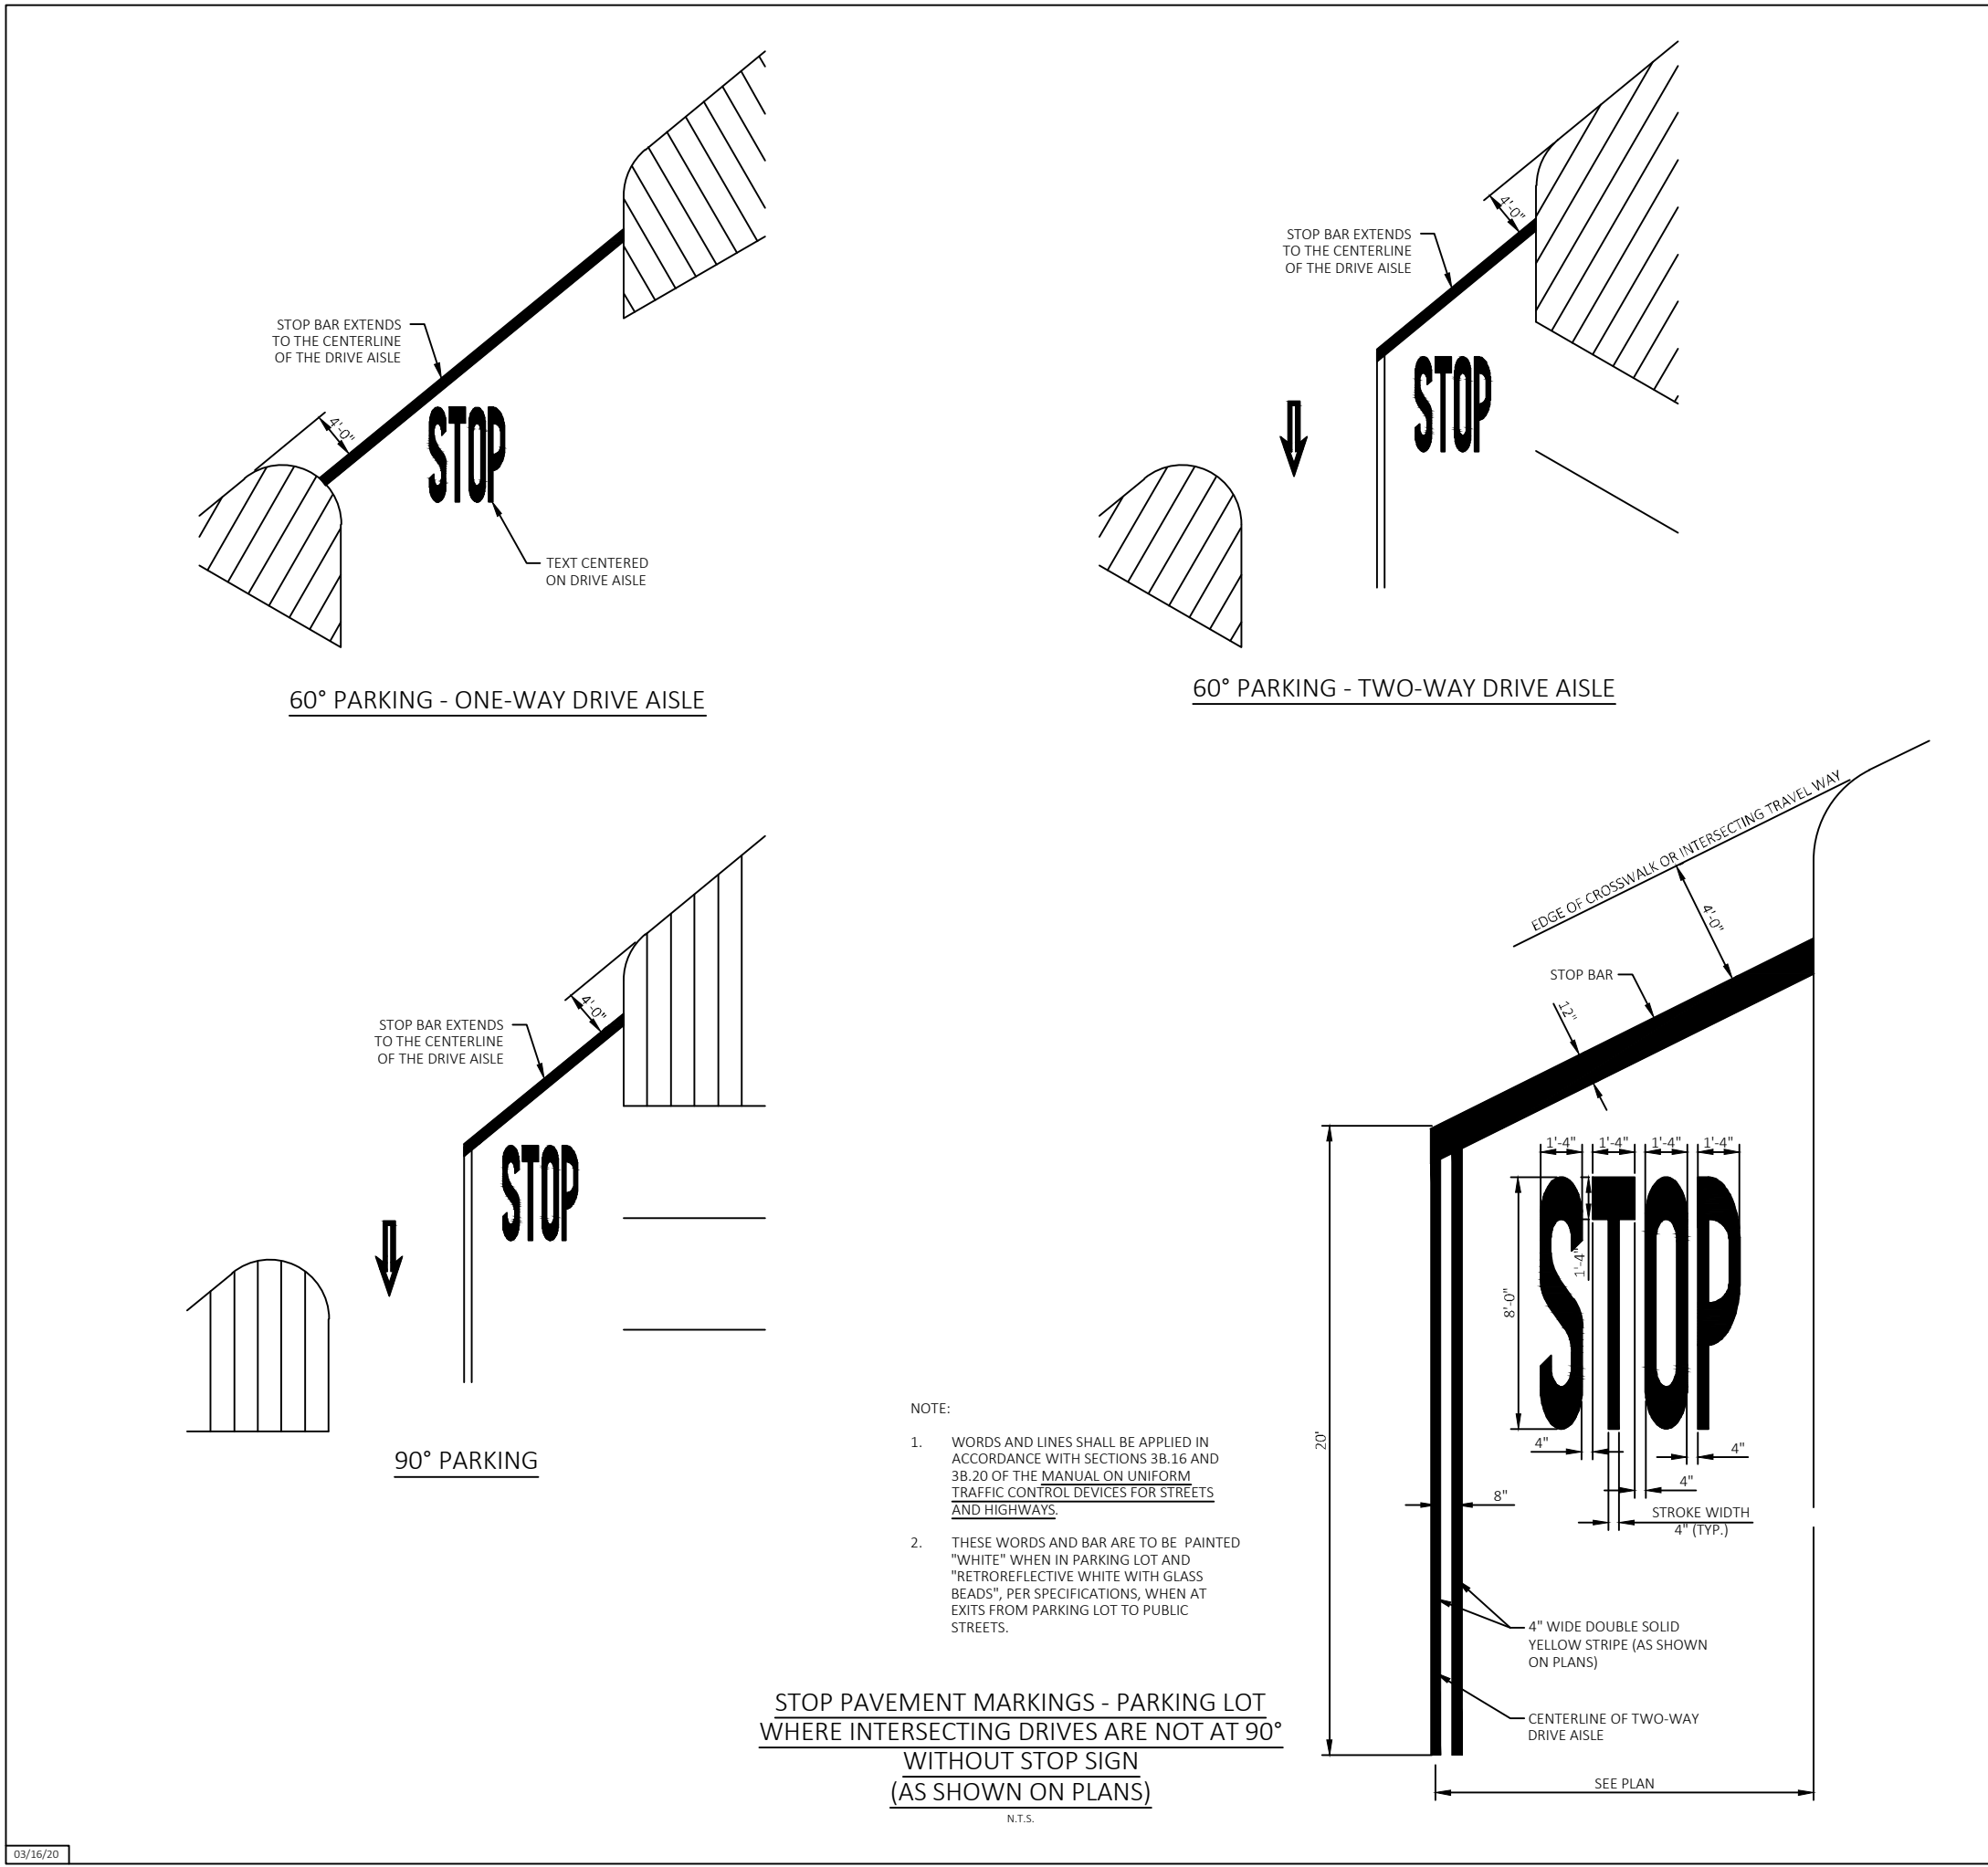 4'-0"
STOP BAR EXTENDS
TO THE CENTERLINE
OF THE DRIVE AISLE
4'-0"
STOP
TEXT CENTERED
ON DRIVE AISLE
60° PARKING - ONE-WAY DRIVE AISLE
STOP BAR EXTENDS
TO THE CENTERLINE
OF THE DRIVE AISLE
STOP
60° PARKING - TWO-WAY DRIVE AISLE
4'-0"
STOP BAR EXTENDS
TO THE CENTERLINE
OF THE DRIVE AISLE
STOP
90° PARKING
EDGE OF CROSSWALK OR INTERSECTING TRAVEL WAY
4'-0"
STOP BAR
12"
1'-4" 1'-4" 1'-4" 1'-4"
1'-4"
8'-0"
STOP
4" 4"
4"
20'
8"
STROKE WIDTH
4" (TYP.)
4" WIDE DOUBLE SOLID
YELLOW STRIPE (AS SHOWN
ON PLANS)
CENTERLINE OF TWO-WAY
DRIVE AISLE
SEE PLAN
NOTE:
1. WORDS AND LINES SHALL BE APPLIED IN
ACCORDANCE WITH SECTIONS 3B.16 AND
3B.20 OF THE MANUAL ON UNIFORM
TRAFFIC CONTROL DEVICES FOR STREETS
AND HIGHWAYS.
2. THESE WORDS AND BAR ARE TO BE PAINTED
"WHITE" WHEN IN PARKING LOT AND
"RETROREFLECTIVE WHITE WITH GLASS
BEADS", PER SPECIFICATIONS, WHEN AT
EXITS FROM PARKING LOT TO PUBLIC
STREETS.
STOP PAVEMENT MARKINGS - PARKING LOT
WHERE INTERSECTING DRIVES ARE NOT AT 90°
WITHOUT STOP SIGN
(AS SHOWN ON PLANS)
N.T.S.
03/16/20